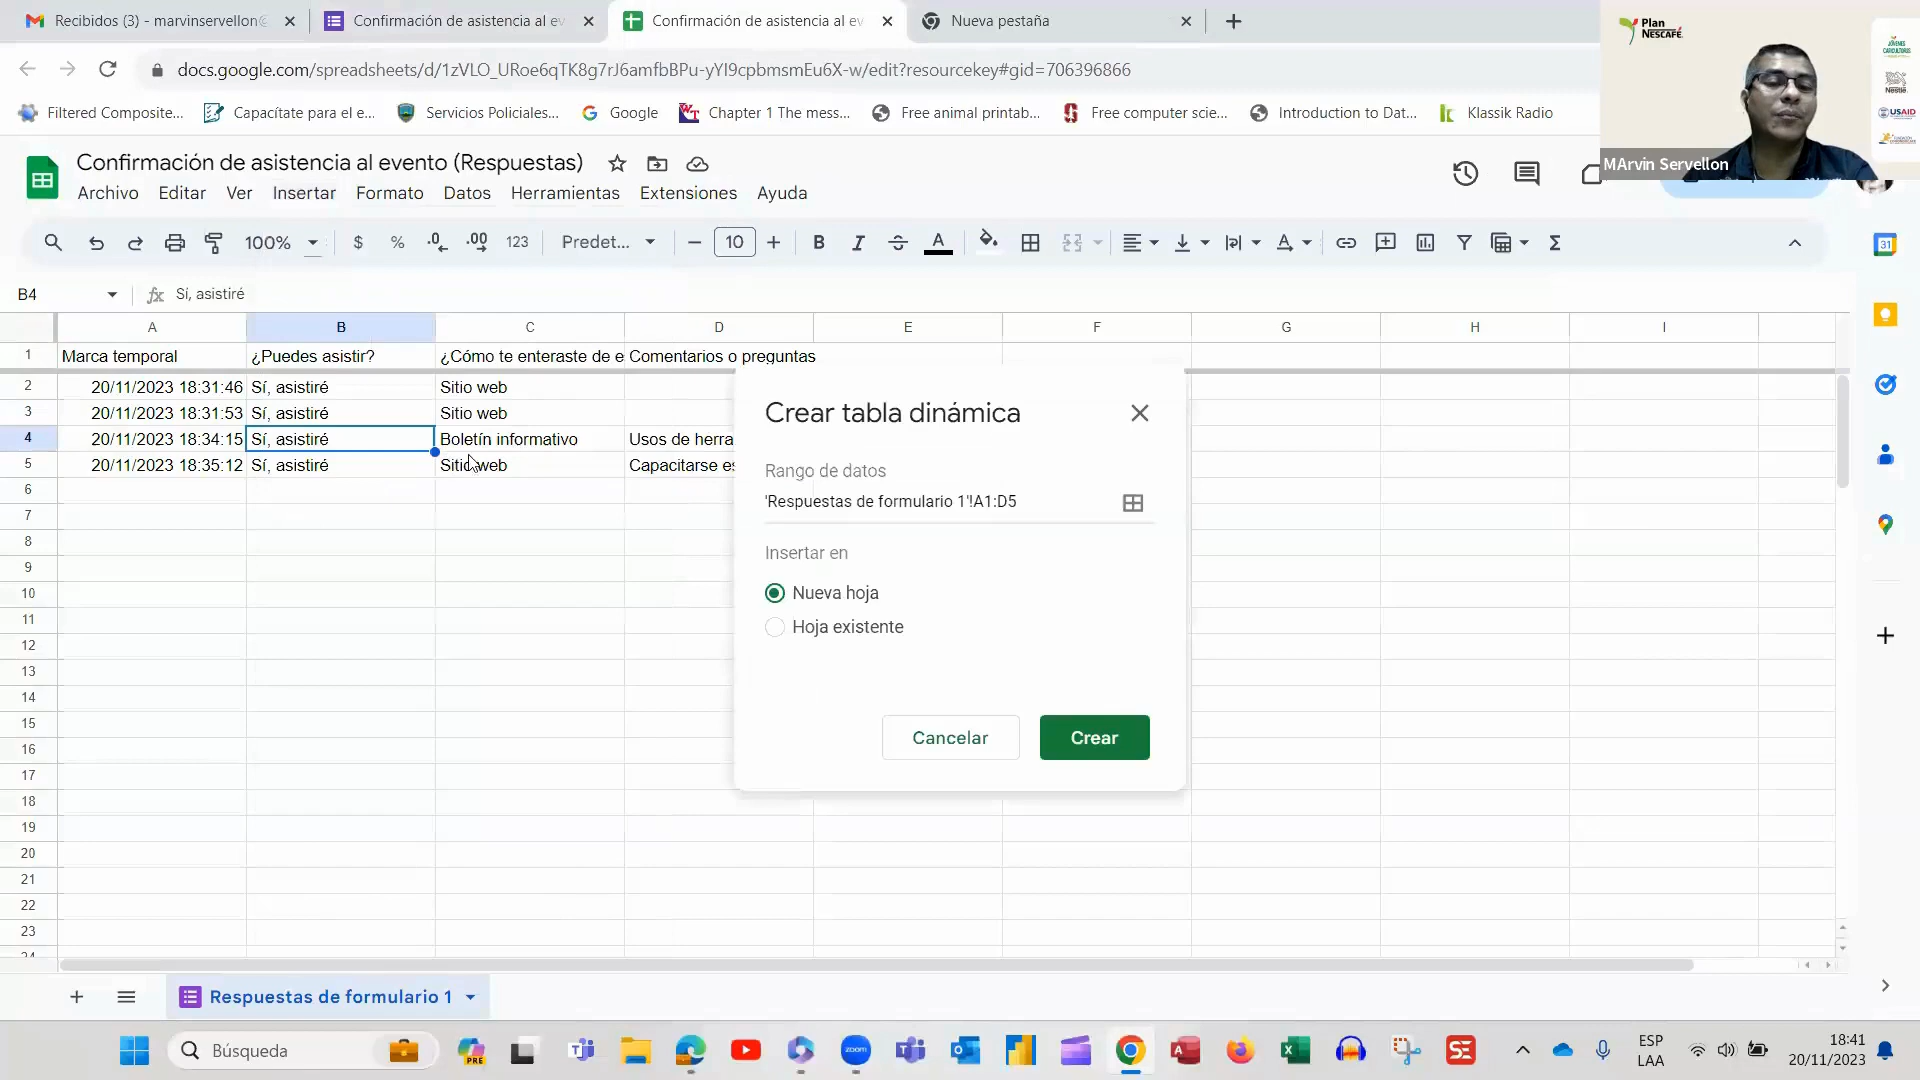 Recibidos (3) - marvinservellon@
Confirmación de asistencia al ev
Confirmación de asistencia al ev
Nueva pestaña
docs.google.com/spreadsheets/d/1zVLO_URoe6qTK8g7rJ6amfbBPu-yYI9cpbmsmEu6X-w/edit?resourcekey#gid=706396866
Filtered Composite...
Capacítate para el e...
Servicios Policiales...
Google
Chapter 1 The mess...
Free animal printab...
Free computer scie...
Introduction to Dat...
Klassik Radio
Plan
NESCAFÉ
Nestlé
USAID
MArvin Servellon
Confirmación de asistencia al evento (Respuestas)
Archivo Editar Ver Insertar Formato Datos Herramientas Extensiones Ayuda
100% $ % .0 .00 123 Predet... 10 B I A Σ
31
B4 fx Sí, asistiré
A B C D E F G H I
1 Marca temporal ¿Puedes asistir? ¿Cómo te enteraste de e Comentarios o preguntas
2 20/11/2023 18:31:46 Sí, asistiré Sitio web
3 20/11/2023 18:31:53 Sí, asistiré Sitio web
4 20/11/2023 18:34:15 Sí, asistiré Boletín informativo Usos de herra
5 20/11/2023 18:35:12 Sí, asistiré Sitio web Capacitarse es
6
7
8
9
10
11
12
13
14
15
16
17
18
19
20
21
22
23
24
Crear tabla dinámica
Rango de datos
'Respuestas de formulario 1'!A1:D5
Insertar en
Nueva hoja
Hoja existente
Cancelar Crear
Respuestas de formulario 1
Búsqueda
PRE
zoom
SE
ESP
LAA
18:41
20/11/2023